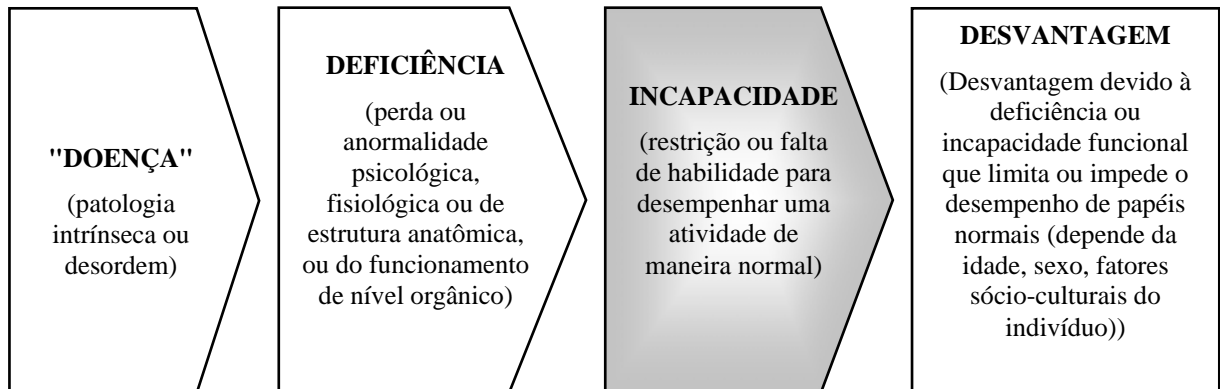 "DOENÇA"
(patologia
intrínseca ou
desordem)
DEFICIÊNCIA
(perda ou
anormalidade
psicológica,
fisiológica ou de
estrutura anatômica,
ou do funcionamento
de nível orgânico)
INCAPACIDADE
(restrição ou falta
de habilidade para
desempenhar uma
atividade de
maneira normal)
DESVANTAGEM
(Desvantagem devido à
deficiência ou
incapacidade funcional
que limita ou impede o
desempenho de papéis
normais (depende da
idade, sexo, fatores
sócio-culturais do
indivíduo))